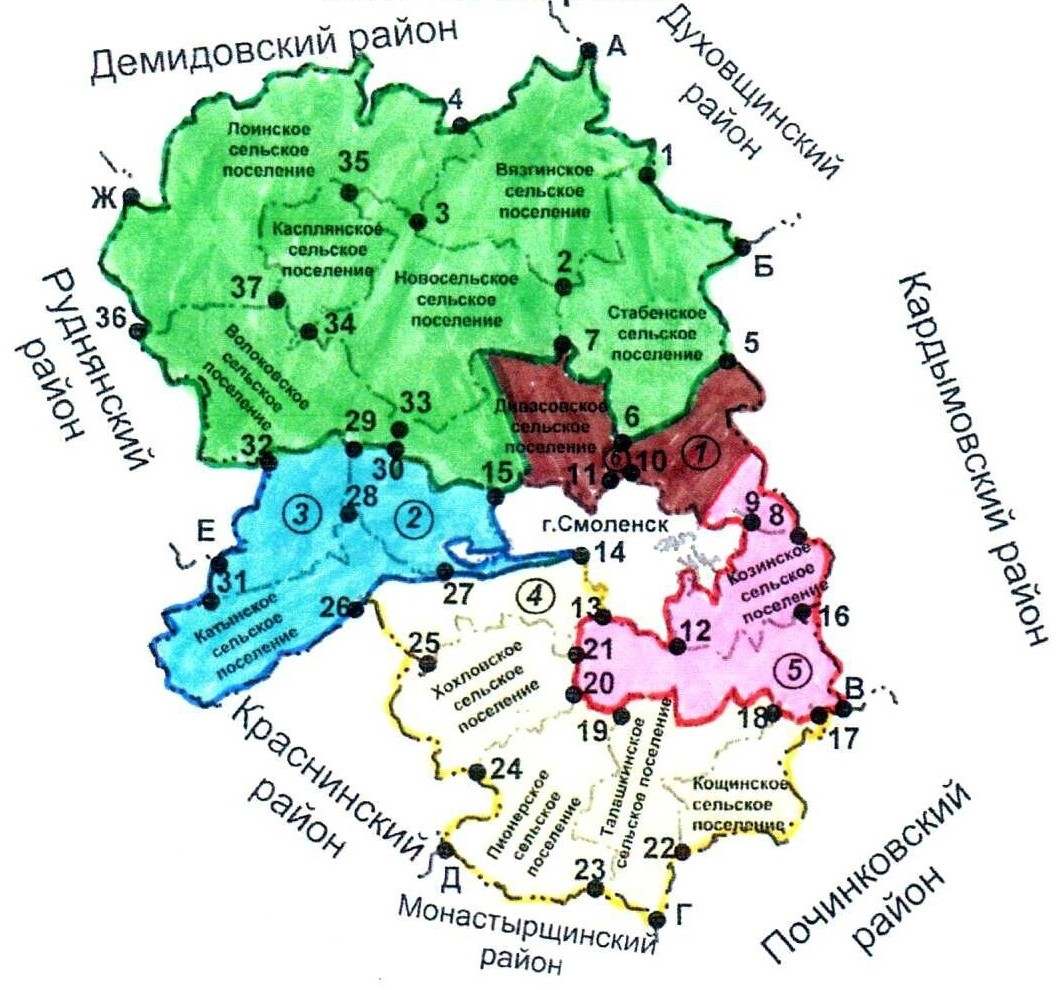 Демидовский район
Духовщинский
район
А
4
1
Лоинское
сельское
поселение
35
Вязгинское
сельское
поселение
Ж
3
Касплянское
сельское
поселение
Б
2
Новосельское
сельское
поселение
37
36
34
Стабенское
сельское
поселение
7
5
Руднянский
район
Кардымовский район
Волоковское
сельское
поселение
Дивасовское
сельское
поселение
33
29
6
32
30
11
6
10
1
15
28
3
2
9
8
г.Смоленск
Е
14
Козинское
сельское
поселение
31
27
4
26
13
16
Катынское
сельское
поселение
12
25
21
Хохловское
сельское
поселение
20
5
В
19
18
17
Краснинский
район
24
Пионерское
сельское
поселение
Талашкинское
сельское поселение
Кощинское
сельское
поселение
22
23
Д
Г
Монастырщинский
район
Починковский
район